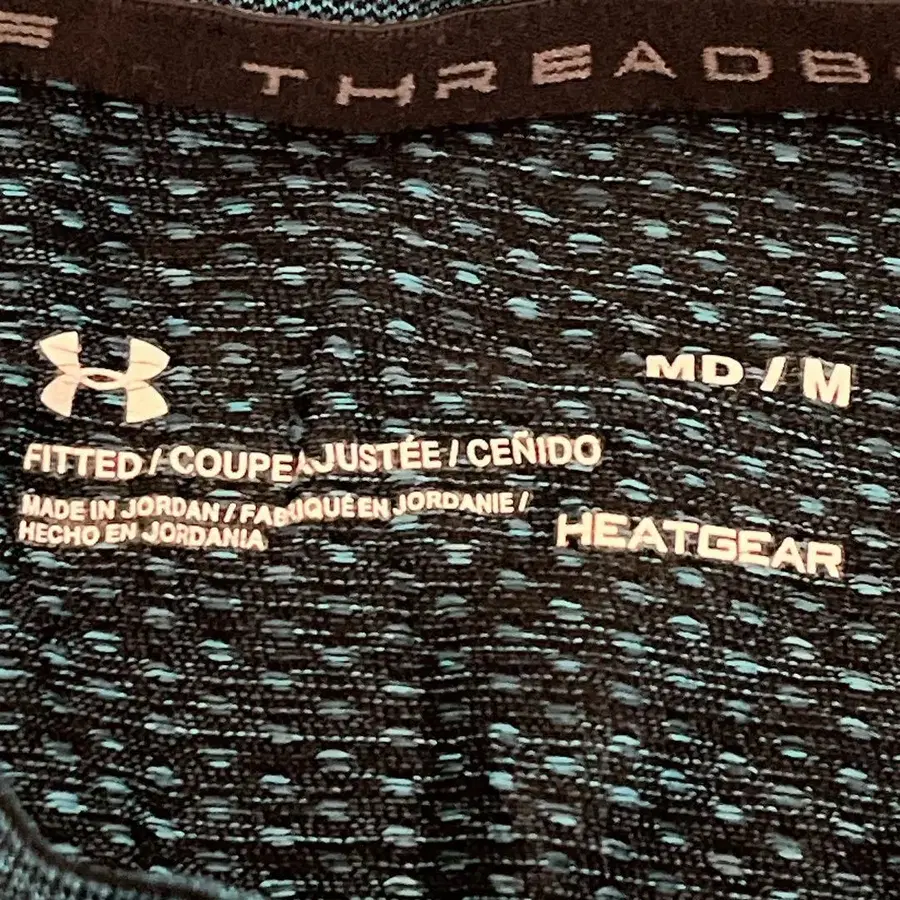 THREADB
MD / M
FITTED / COUPE AJUSTÉE / CEÑIDO
MADE IN JORDAN / FABRIQUÉ EN JORDANIE /
HECHO EN JORDANIA
HEATGEAR